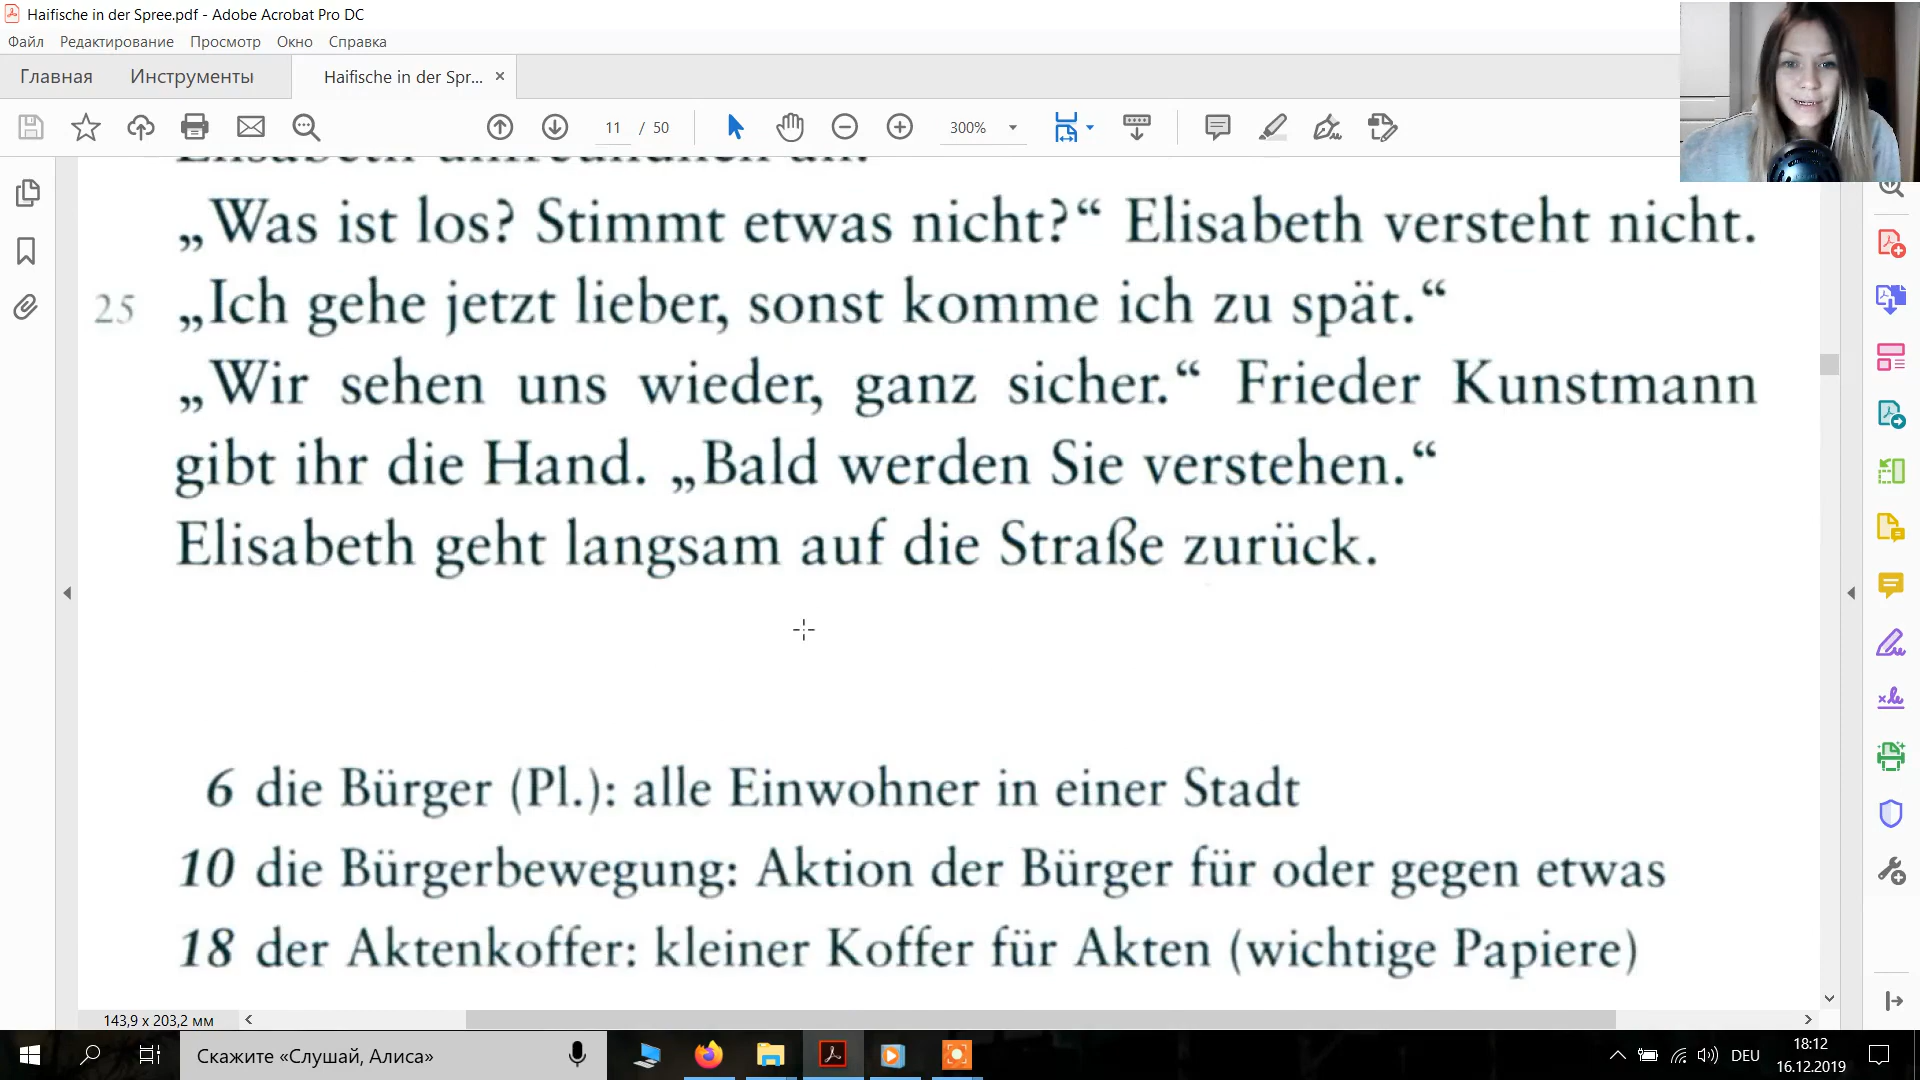 Haifische in der Spree.pdf - Adobe Acrobat Pro DC
Файл Редактирование Просмотр Окно Справка
Главная Инструменты Haifische in der Spr...
11 / 50 300%
Elisabeth unfreundlich an.
„Was ist los? Stimmt etwas nicht?“ Elisabeth versteht nicht.
25 „Ich gehe jetzt lieber, sonst komme ich zu spät.“
„Wir sehen uns wieder, ganz sicher.“ Frieder Kunstmann
gibt ihr die Hand. „Bald werden Sie verstehen.“
Elisabeth geht langsam auf die Straße zurück.
6 die Bürger (Pl.): alle Einwohner in einer Stadt
10 die Bürgerbewegung: Aktion der Bürger für oder gegen etwas
18 der Aktenkoffer: kleiner Koffer für Akten (wichtige Papiere)
143,9 x 203,2 мм
Скажите «Слушай, Алиса»
DEU
18:12
16.12.2019